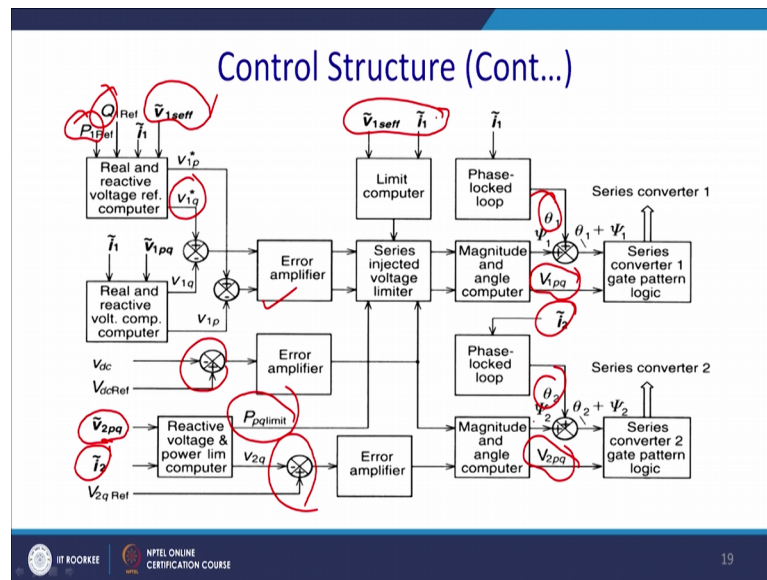 Control Structure (Cont...)
Q1Ref
P1Ref
ĩ1
ṽ1seff
Real and
reactive
voltage ref.
computer
v*1p
v*1q
ĩ1
ṽ1pq
Real and
reactive
volt. comp.
computer
V1q
V1p
Error
amplifier
ṽ1seff
ĩ1
Limit
computer
Series
injected
voltage
limiter
ĩ1
Phase-
locked
loop
θ1
Ψ1
θ1 + Ψ1
Magnitude
and
angle
computer
V1pq
Series converter 1
Series
converter 1
gate pattern
logic
Vdc
VdcRef
Error
amplifier
ĩ2
Phase-
locked
loop
θ2
Ψ2
θ2 + Ψ2
Series converter 2
ṽ2pq
ĩ2
V2q Ref
Reactive
voltage &
power lim
computer
Ppqlimit
V2q
Error
amplifier
Magnitude
and
angle
computer
V2pq
Series
converter 2
gate pattern
logic
IIT ROORKEE
NPTEL ONLINE
CERTIFICATION COURSE
19